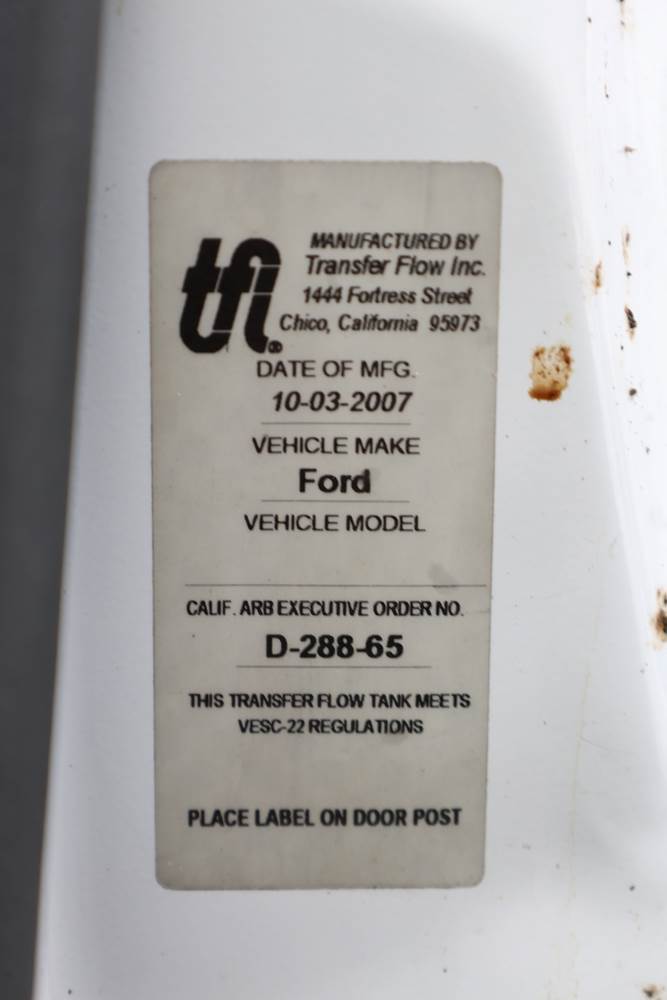 tfi®
MANUFACTURED BY
Transfer Flow Inc.
1444 Fortress Street
Chico, California 95973
DATE OF MFG.
10-03-2007
VEHICLE MAKE
Ford
VEHICLE MODEL
CALIF. ARB EXECUTIVE ORDER NO.
D-288-65
THIS TRANSFER FLOW TANK MEETS
VESC-22 REGULATIONS
PLACE LABEL ON DOOR POST